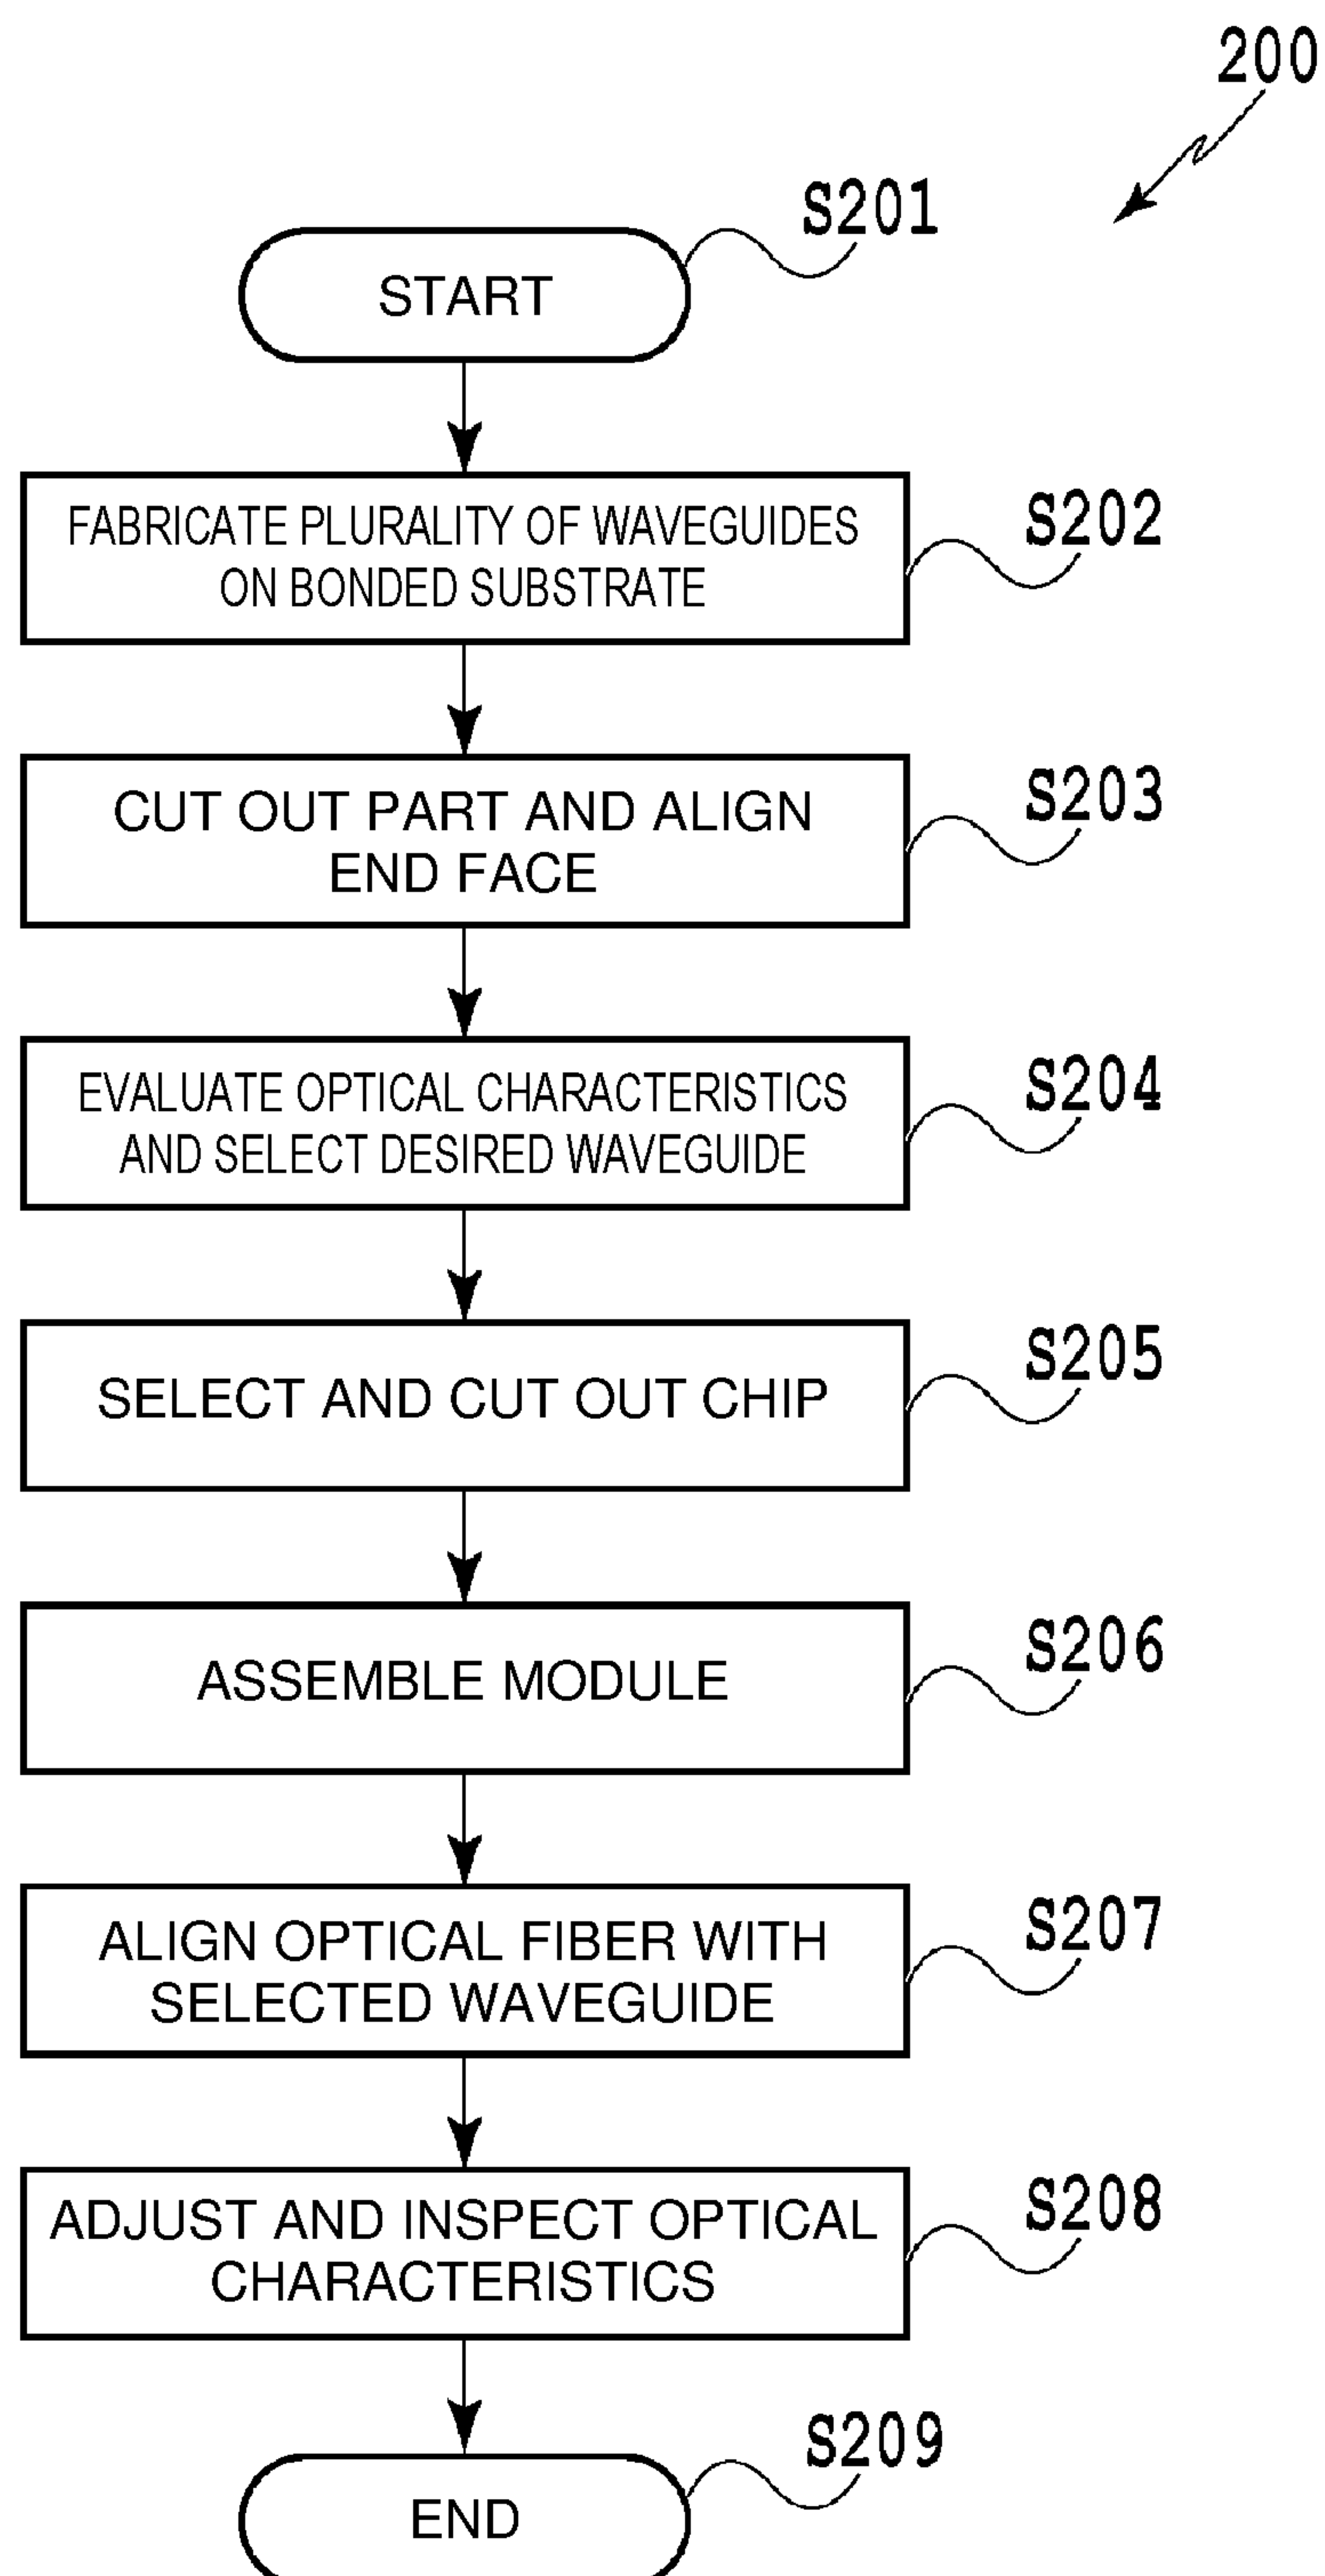 200
S201
START
FABRICATE PLURALITY OF WAVEGUIDES
ON BONDED SUBSTRATE
S202
CUT OUT PART AND ALIGN
END FACE
S203
EVALUATE OPTICAL CHARACTERISTICS
AND SELECT DESIRED WAVEGUIDE
S204
SELECT AND CUT OUT CHIP
S205
ASSEMBLE MODULE
S206
ALIGN OPTICAL FIBER WITH
SELECTED WAVEGUIDE
S207
ADJUST AND INSPECT OPTICAL
CHARACTERISTICS
S208
S209
END